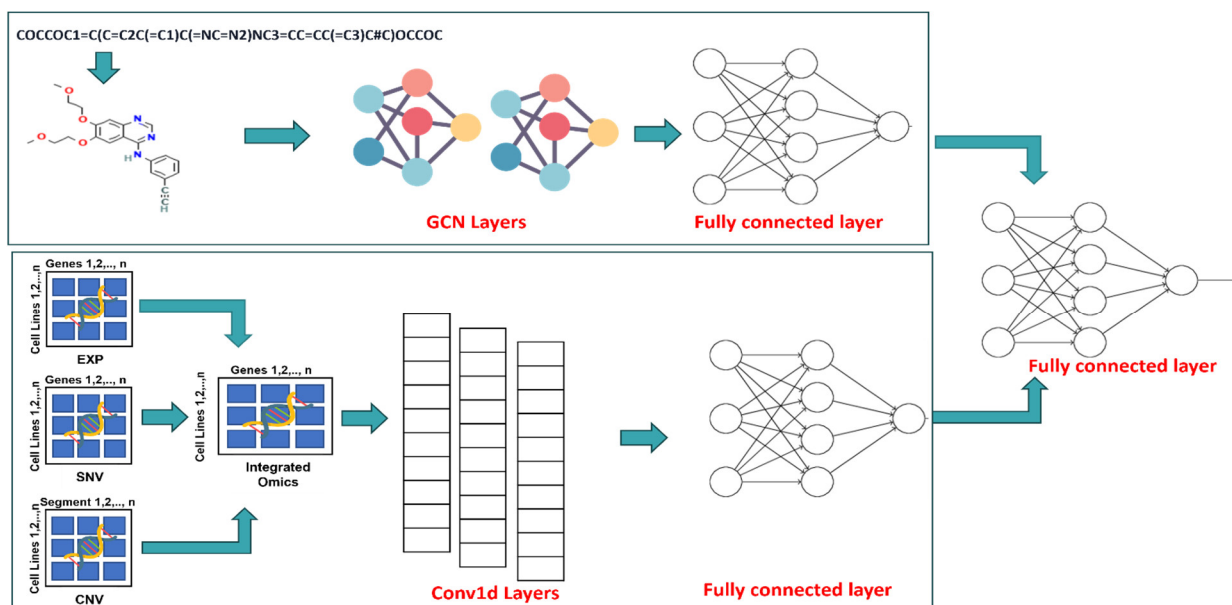 COCCOC1=C(C=C2C(=C1)C(=NC=N2)NC3=CC=CC(=C3)C#C)OCCOC
O
O
N
O
O
N
N
H
C
C
H
GCN Layers
Fully connected layer
Genes 1,2,.., n
Cell Lines 1,2,..,n
EXP
Genes 1,2,.., n
Cell Lines 1,2,..,n
SNV
Segment 1,2,.., n
Cell Lines 1,2,..,n
CNV
Genes 1,2,.., n
Cell Lines 1,2,..,n
Integrated
Omics
Conv1d Layers
Fully connected layer
Fully connected layer